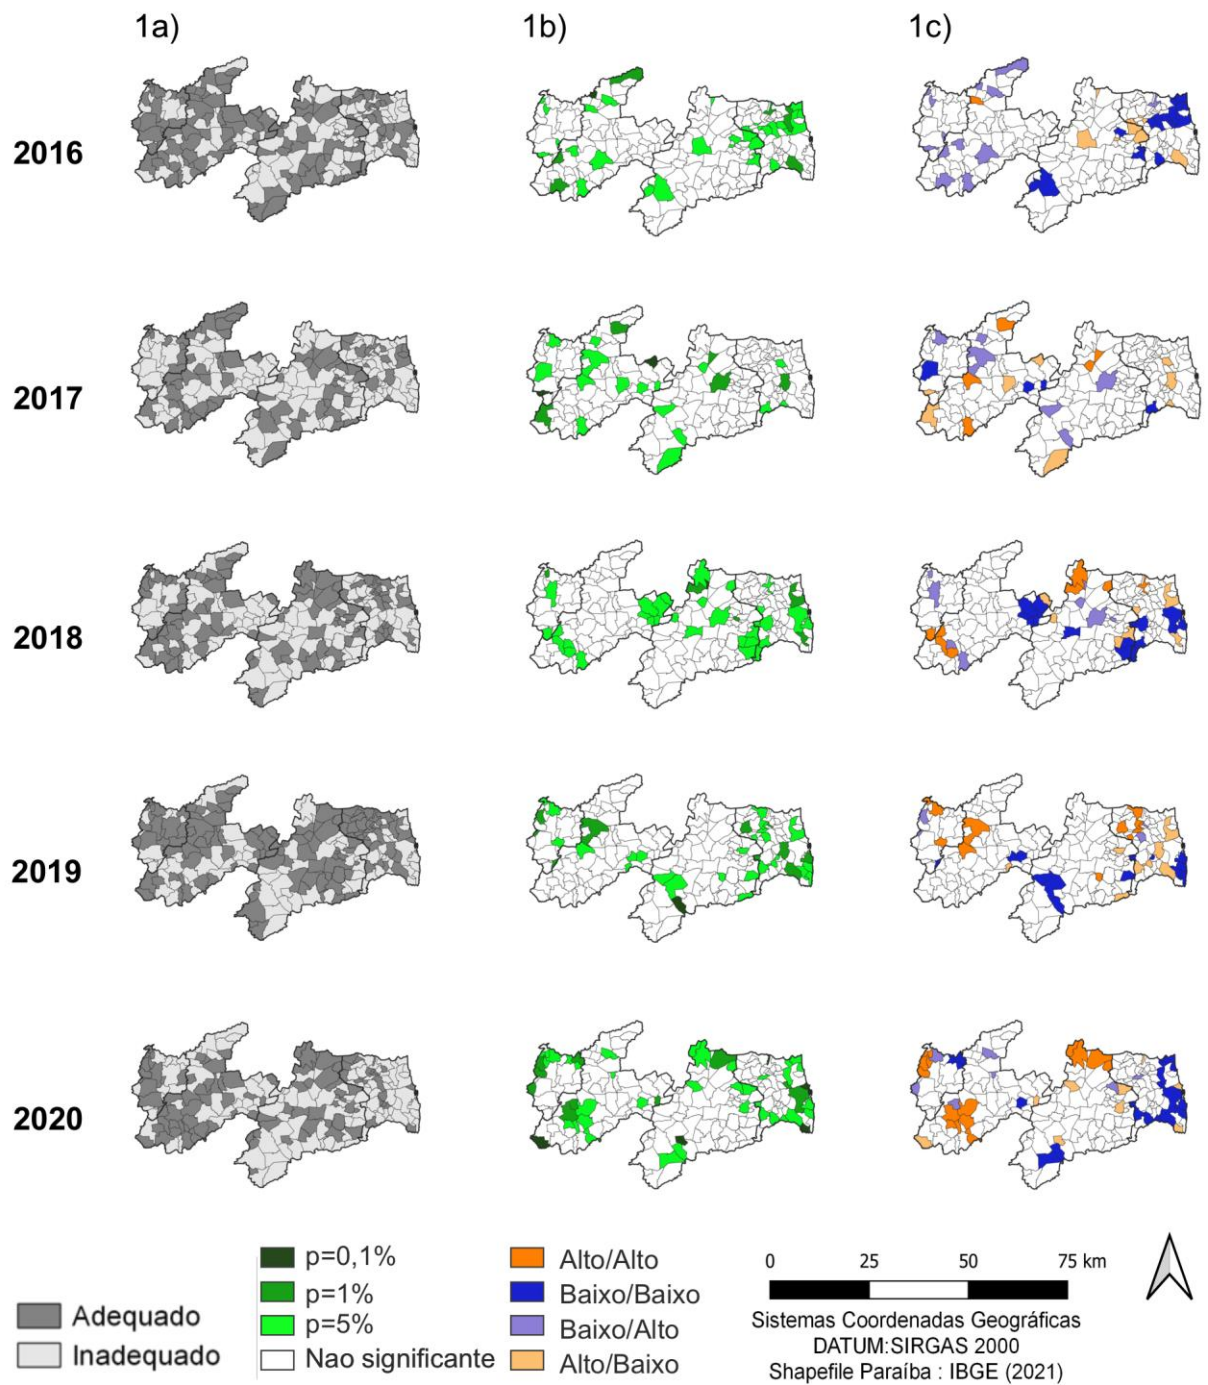 1a)
1b)
1c)
2016
2017
2018
2019
2020
Adequado
Inadequado
p=0,1%
p=1%
p=5%
Nao significante
Alto/Alto
Baixo/Baixo
Baixo/Alto
Alto/Baixo
0 25 50 75 km
Sistemas Coordenadas Geográficas
DATUM:SIRGAS 2000
Shapefile Paraíba : IBGE (2021)